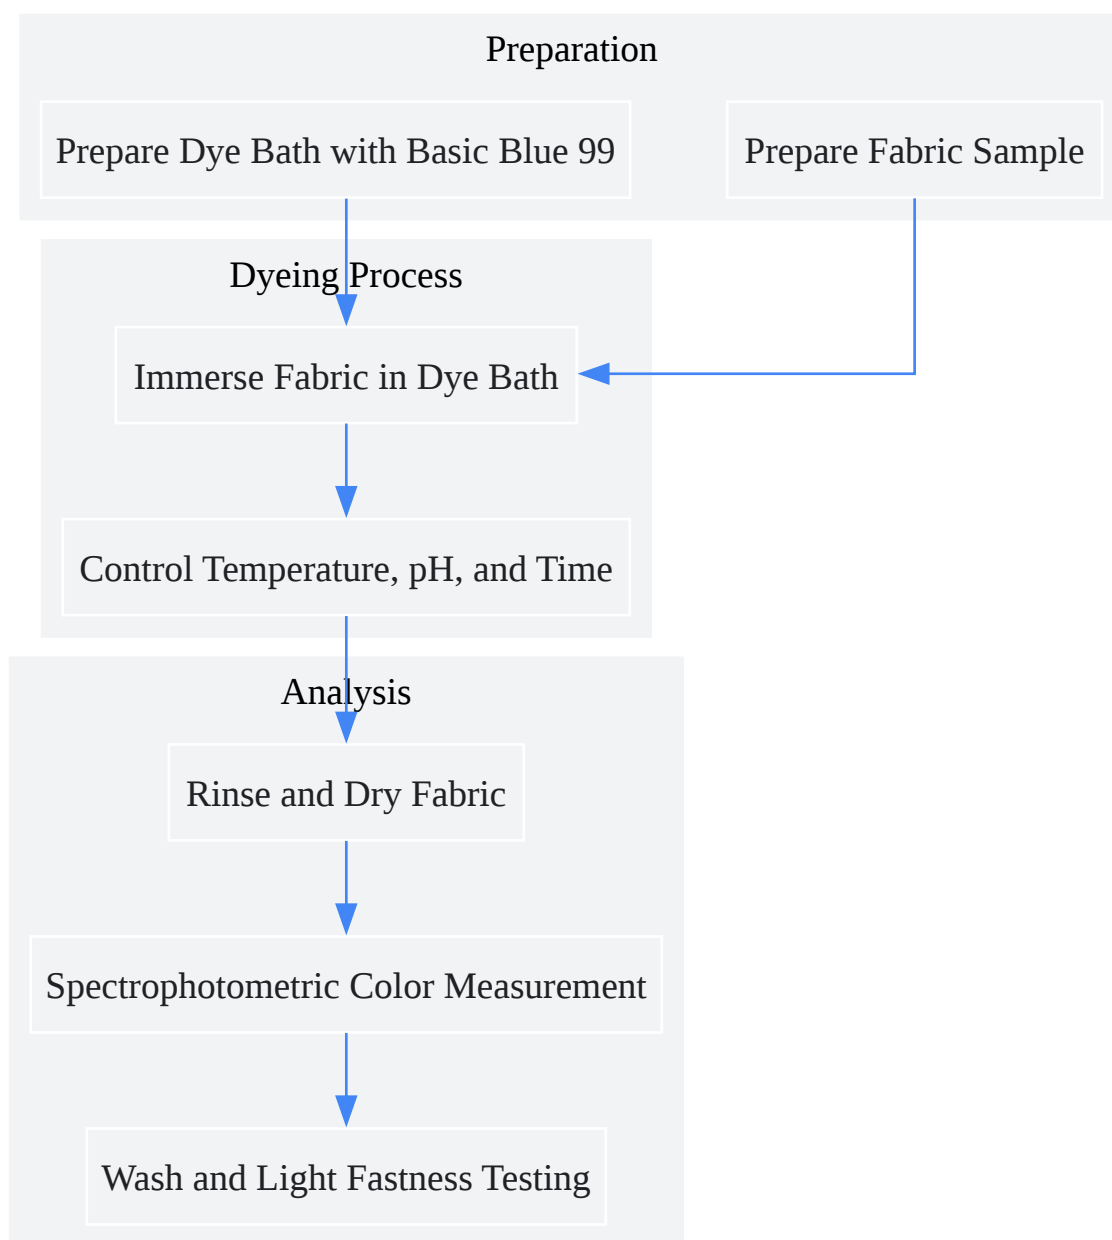 Preparation
Prepare Dye Bath with Basic Blue 99
Prepare Fabric Sample
Dyeing Process
Immerse Fabric in Dye Bath
Control Temperature, pH, and Time
Analysis
Rinse and Dry Fabric
Spectrophotometric Color Measurement
Wash and Light Fastness Testing